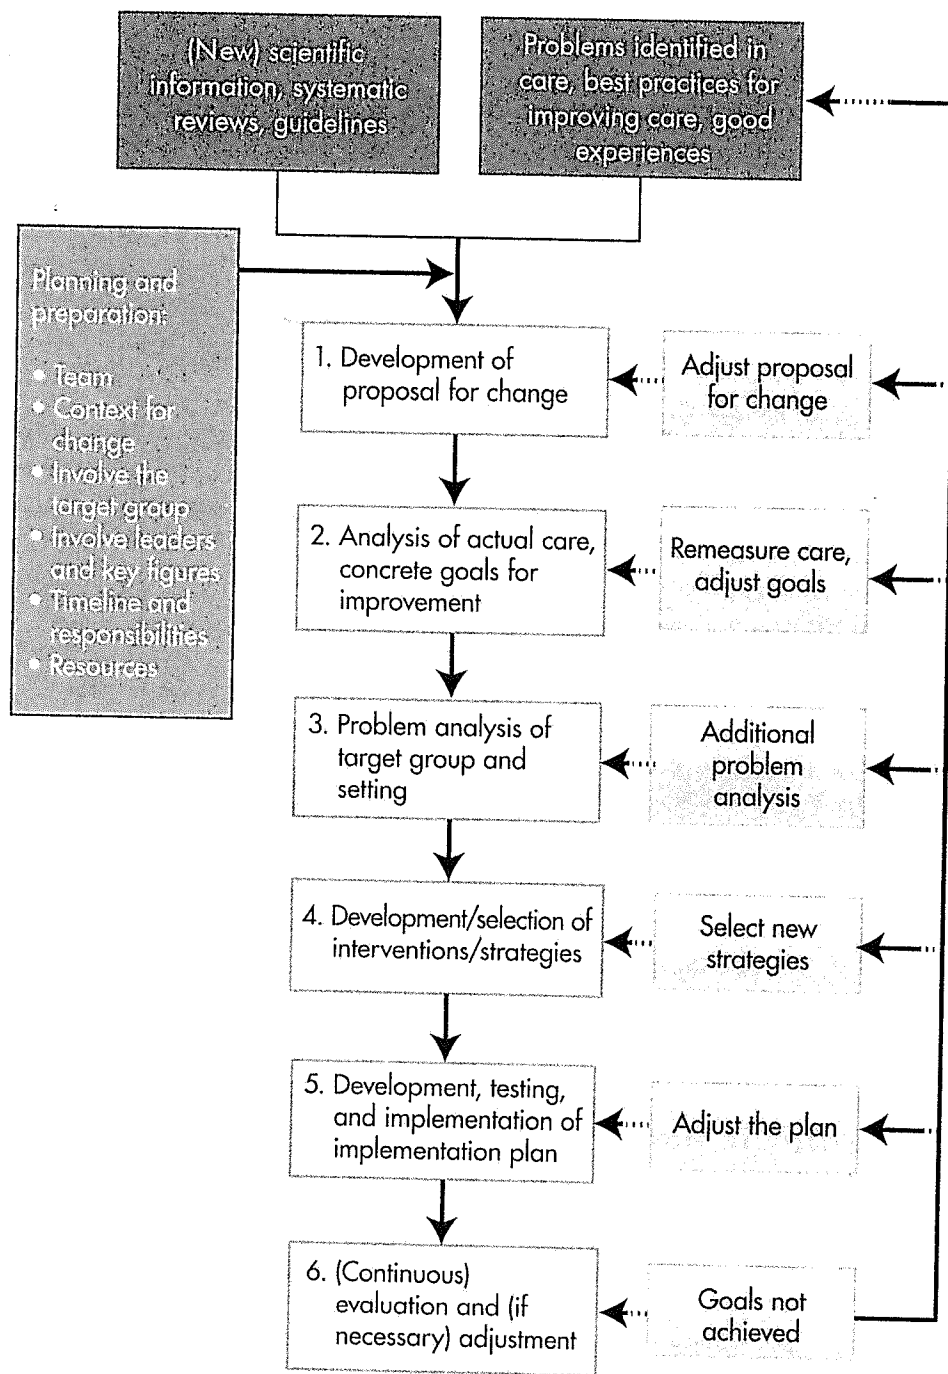 (New) scientific
information, systematic
reviews, guidelines
Problems identified in
care, best practices for
improving care, good
experiences
Planning and
preparation:
• Team
• Context for
change
• Involve the
target group
• Involve leaders
and key figures
• Timeline and
responsibilities
• Resources
1. Development of
proposal for change
Adjust proposal
for change
2. Analysis of actual care,
concrete goals for
improvement
Remeasure care,
adjust goals
3. Problem analysis of
target group and
setting
Additional
problem
analysis
4. Development/selection of
interventions/strategies
Select new
strategies
5. Development, testing,
and implementation of
implementation plan
Adjust the plan
6. (Continuous)
evaluation and (if
necessary) adjustment
Goals not
achieved